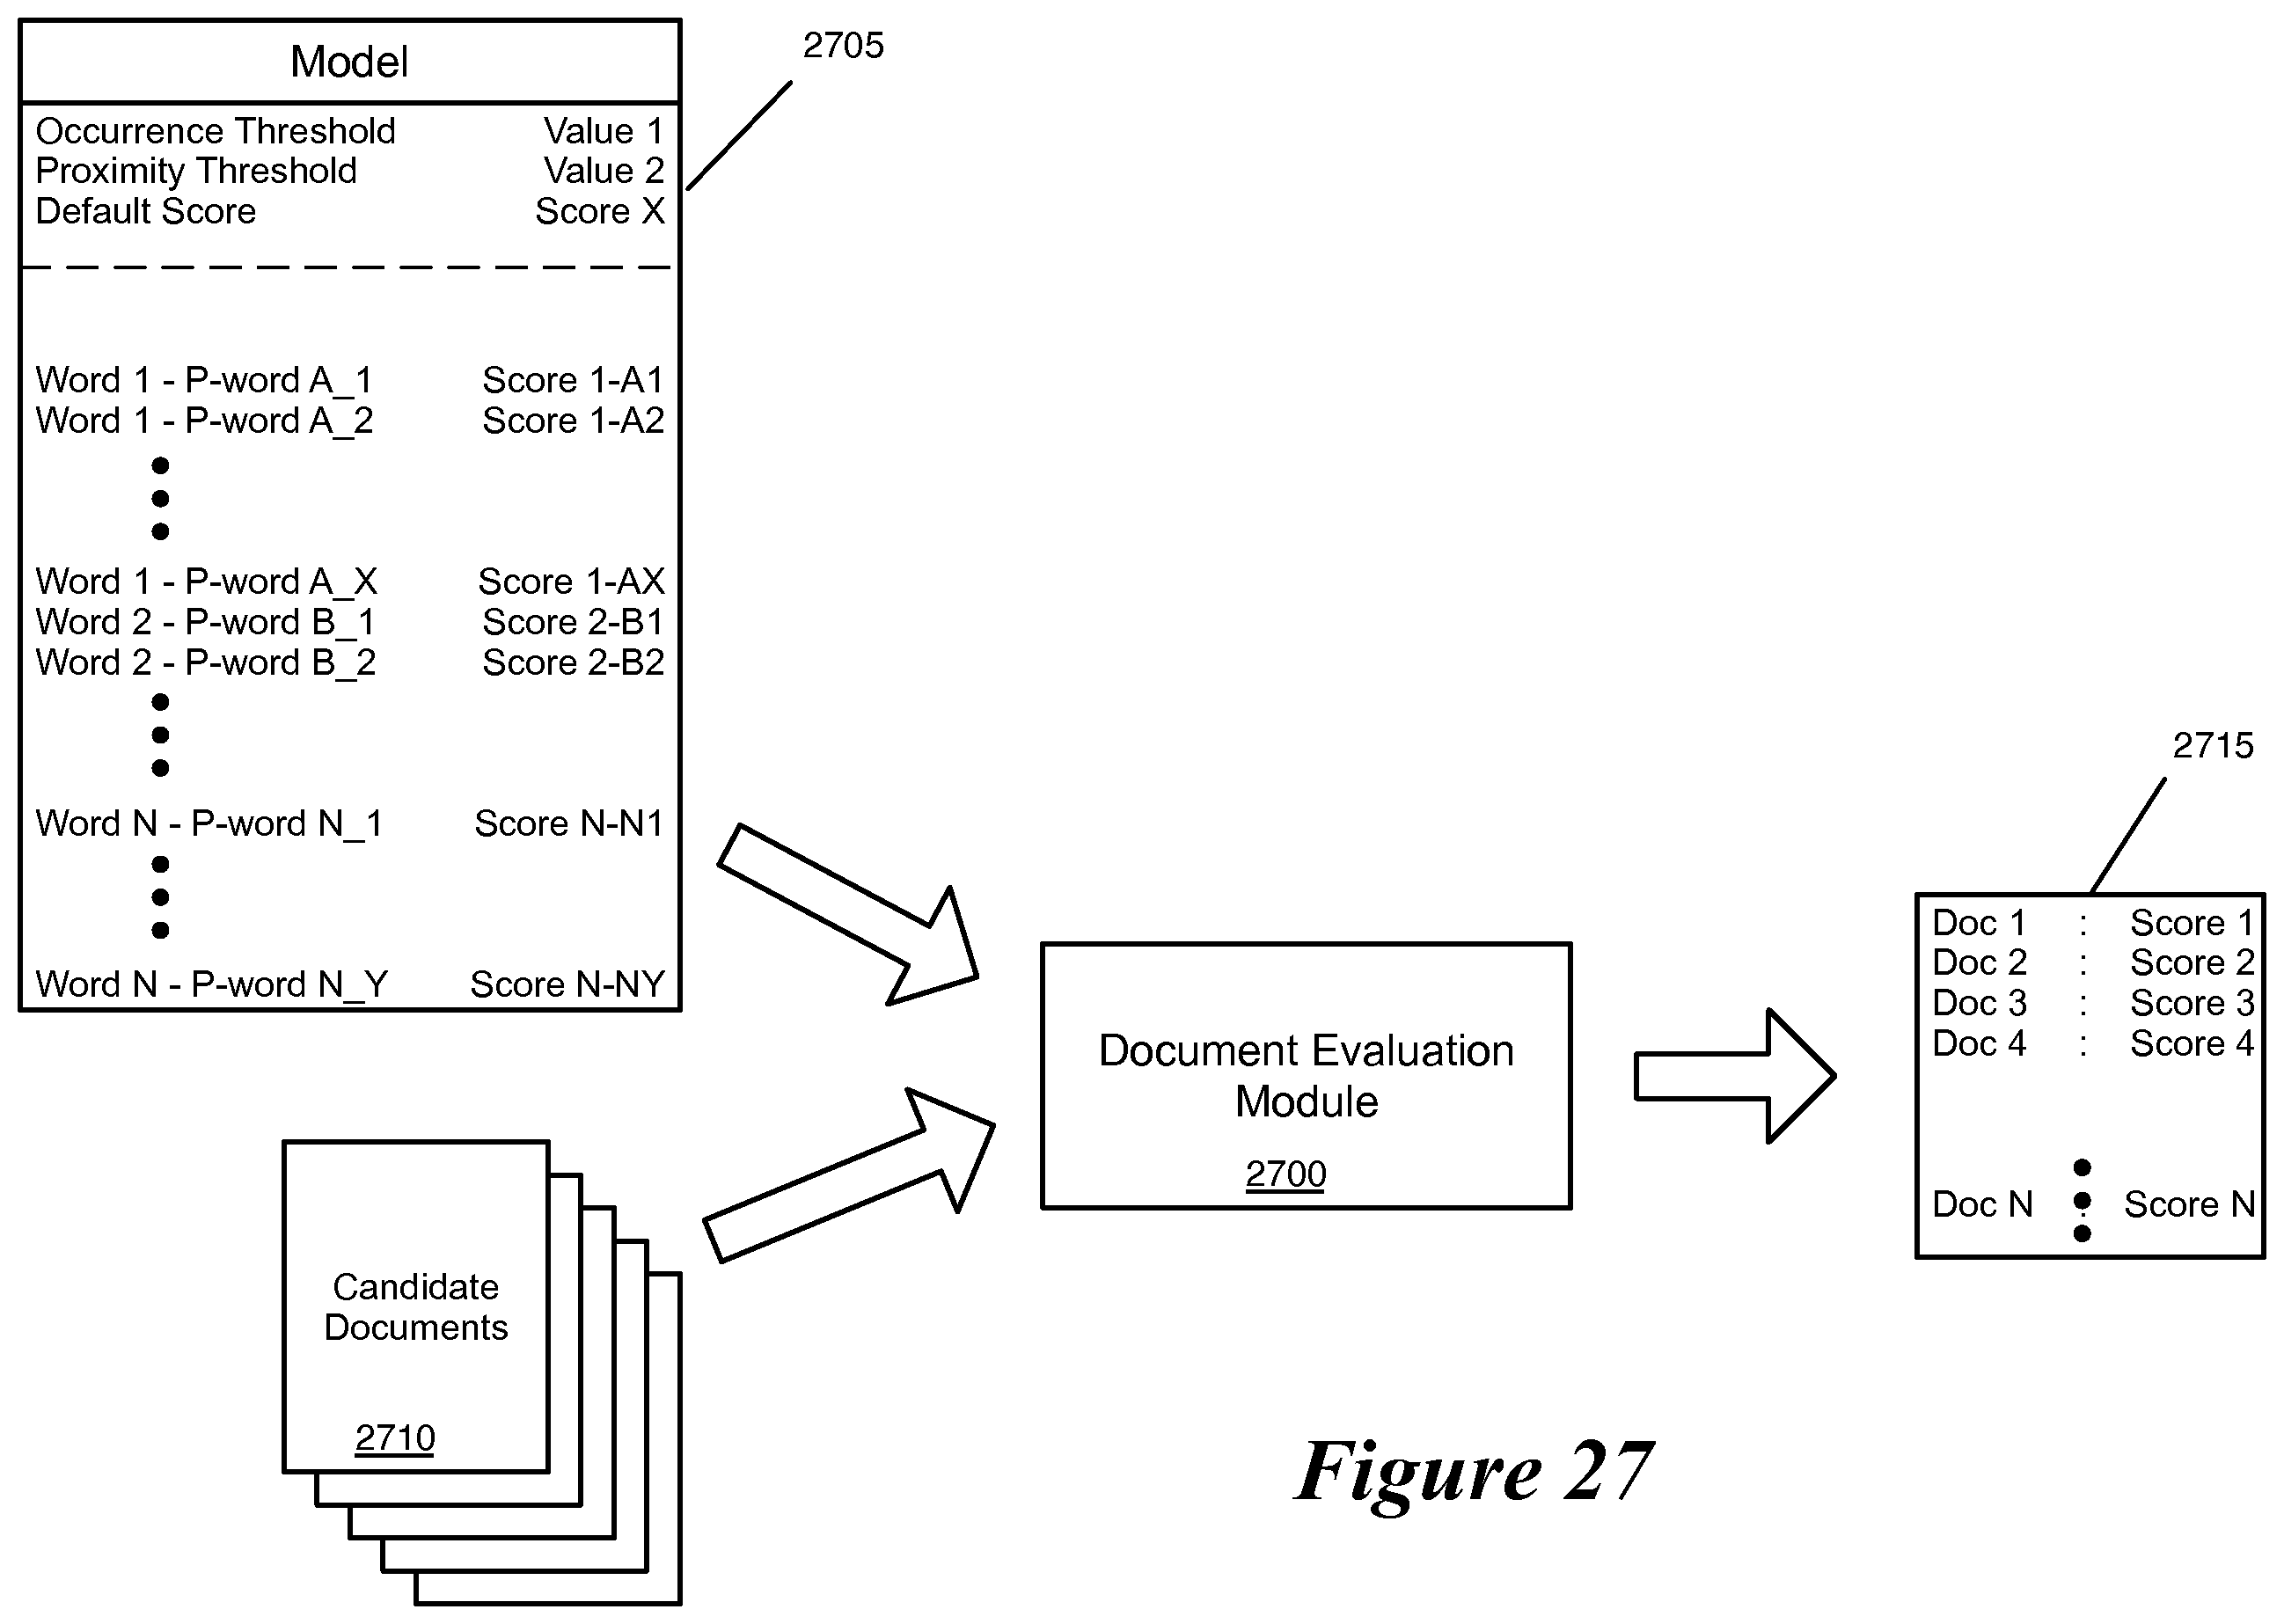 Model
2705
Occurrence Threshold Value 1
Proximity Threshold Value 2
Default Score Score X
Word 1 - P-word A_1 Score 1-A1
Word 1 - P-word A_2 Score 1-A2
Word 1 - P-word A_X Score 1-AX
Word 2 - P-word B_1 Score 2-B1
Word 2 - P-word B_2 Score 2-B2
Word N - P-word N_1 Score N-N1
Word N - P-word N_Y Score N-NY
Candidate
Documents
2710
Document Evaluation
Module
2700
2715
Doc 1 : Score 1
Doc 2 : Score 2
Doc 3 : Score 3
Doc 4 : Score 4
Doc N : Score N
Figure 27